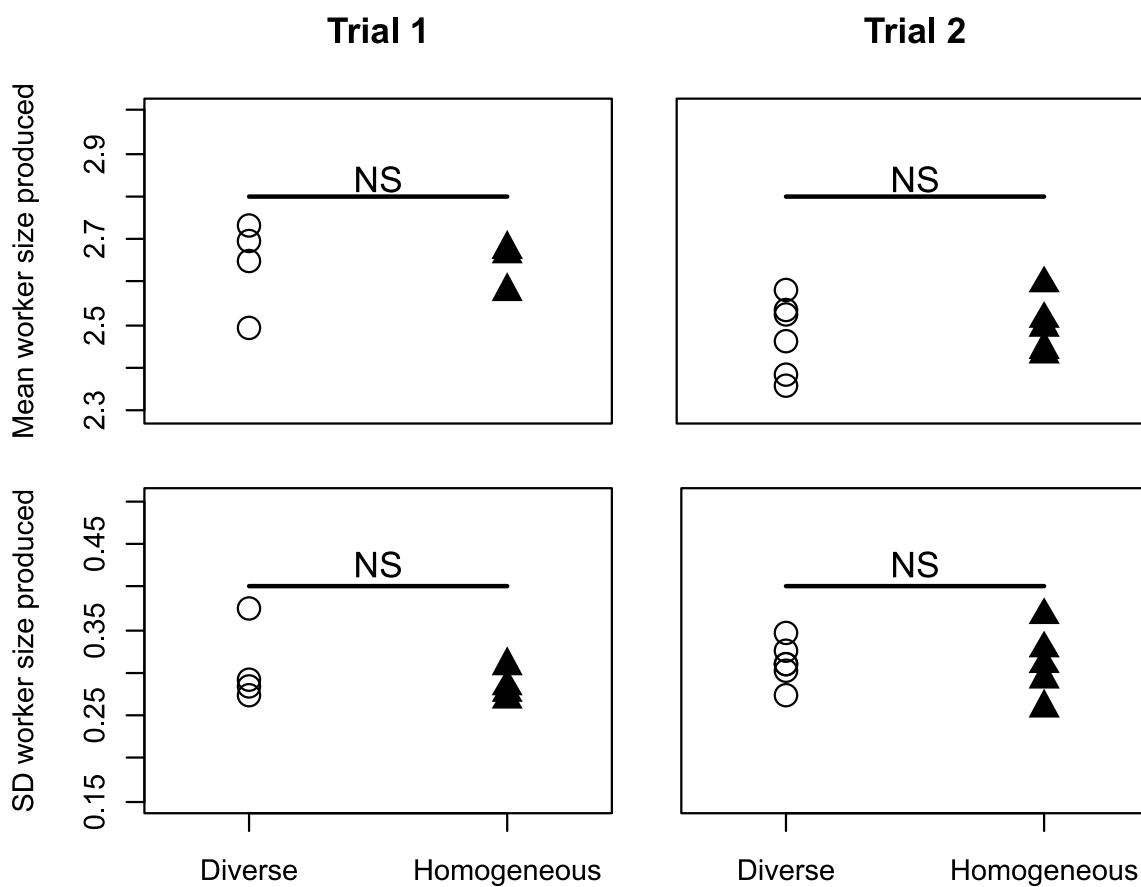 Trial 1
Trial 2
Mean worker size produced
2.9
2.7
2.5
2.3
NS
NS
SD worker size produced
0.45
0.35
0.25
0.15
NS
NS
Diverse
Homogeneous
Diverse
Homogeneous